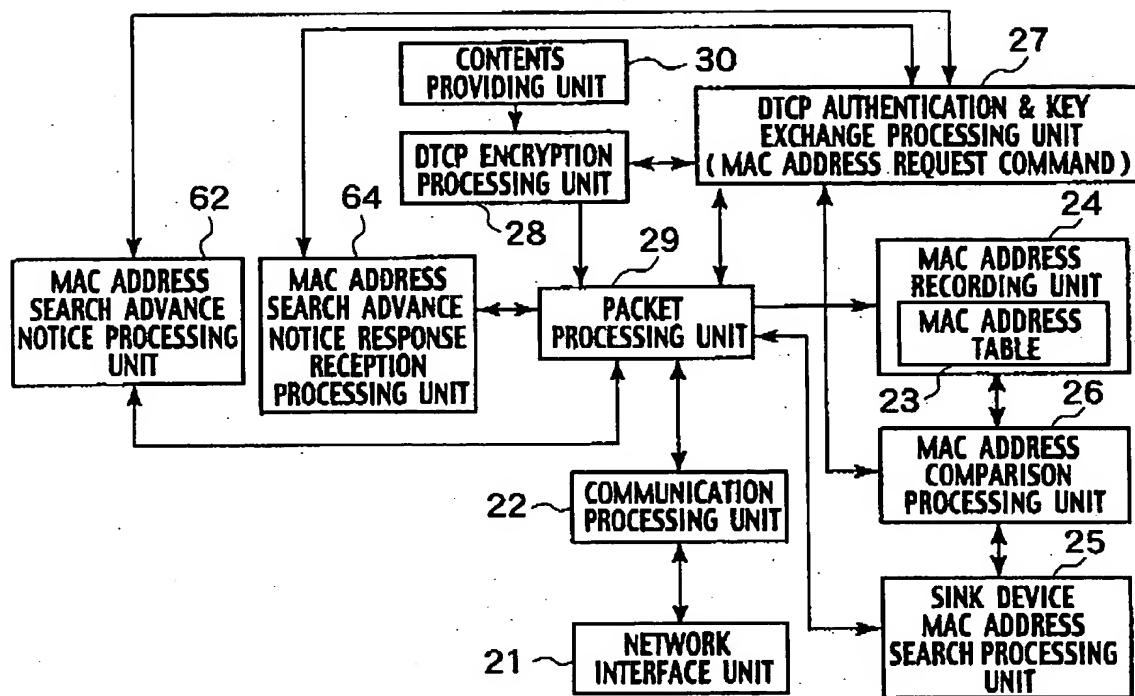 27
30
CONTENTS
PROVIDING UNIT
DTCP AUTHENTICATION & KEY
EXCHANGE PROCESSING UNIT
(MAC ADDRESS REQUEST COMMAND)
DTCP ENCRYPTION
PROCESSING UNIT
28
62
64
24
MAC ADDRESS
SEARCH ADVANCE
NOTICE PROCESSING
UNIT
MAC ADDRESS
SEARCH ADVANCE
NOTICE RESPONSE
RECEPTION
PROCESSING UNIT
29
PACKET
PROCESSING UNIT
MAC ADDRESS
RECORDING UNIT
MAC ADDRESS
TABLE
23
26
MAC ADDRESS
COMPARISON
PROCESSING UNIT
22
COMMUNICATION
PROCESSING UNIT
25
SINK DEVICE
MAC ADDRESS
SEARCH PROCESSING
UNIT
21
NETWORK
INTERFACE UNIT